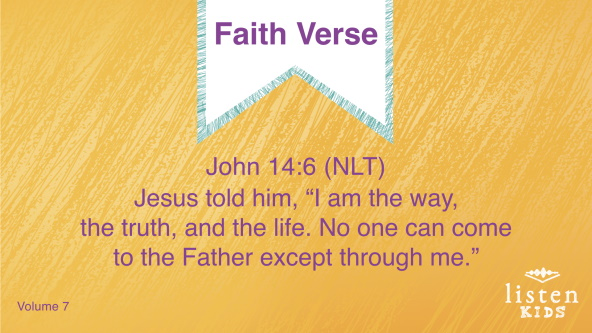 Faith Verse
John 14:6 (NLT)
Jesus told him, “I am the way,
the truth, and the life. No one can come
to the Father except through me.”
Volume 7
listen
KIDS